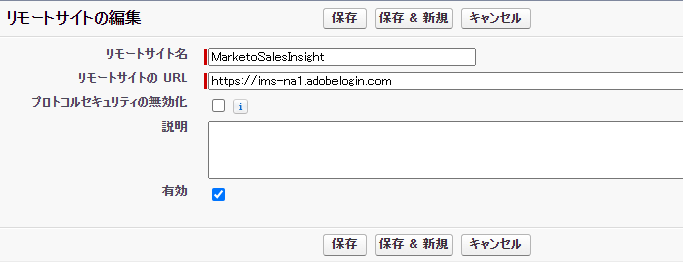 リモートサイトの編集
保存 保存 & 新規 キャンセル
リモートサイト名 MarketoSalesInsight
リモートサイトの URL https://ims-na1.adobelogin.com
プロトコルセキュリティの無効化 i
説明
有効
保存 保存 & 新規 キャンセル